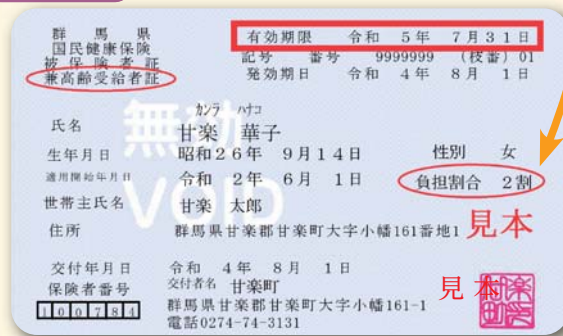 群馬県
国民健康保険
被保険者証
兼高齢受給者証
有効期限 令和 5年 7月31日
記号 番号 9999999 (枝番) 01
発効期日 令和 4年 8月 1日
無効
VOID
カンラ ハナコ
氏名 甘楽 華子
生年月日 昭和26年 9月14日 性別 女
適用開始年月日 令和 2年 6月 1日 負担割合 2割
世帯主氏名 甘楽 太郎
住所 群馬県甘楽郡甘楽町大字小幡161番地1
見本
交付年月日 令和 4年 8月 1日
保険者番号 交付者名 甘楽町
100784 群馬県甘楽郡甘楽町大字小幡161-1
電話0274-74-3131
見本